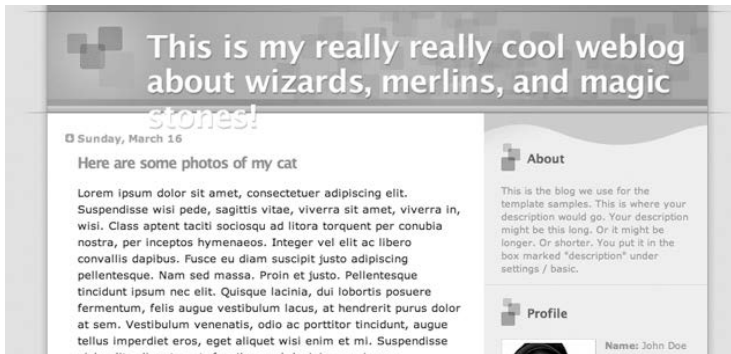 This is my really really cool weblog
about wizards, merlins, and magic
stones!
Sunday, March 16
Here are some photos of my cat
Lorem ipsum dolor sit amet, consectetuer adipiscing elit.
Suspendisse wisi pede, sagittis vitae, viverra sit amet, viverra in,
wisi. Class aptent taciti sociosqu ad litora torquent per conubia
nostra, per inceptos hymenaeos. Integer vel elit ac libero
convallis dapibus. Fusce eu diam suscipit justo adipiscing
pellentesque. Nam sed massa. Proin et justo. Pellentesque
tincidunt ipsum nec elit. Quisque lacinia, dui lobortis posuere
fermentum, felis augue vestibulum lacus, at hendrerit purus dolor
at sem. Vestibulum venenatis, odio ac porttitor tincidunt, augue
tellus imperdiet eros, eget aliquet wisi enim et mi. Suspendisse
About
This is the blog we use for the
template samples. This is where your
description would go. Your description
might be this long. Or it might be
longer. Or shorter. You put it in the
box marked "description" under
settings / basic.
Profile
Name: John Doe